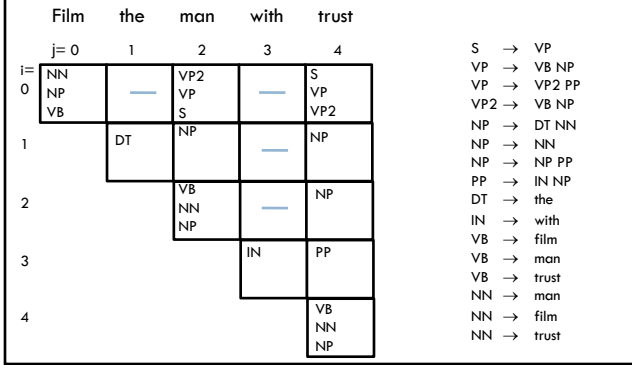 Film the man with trust
j= 0 1 2 3 4
i=
0
NN
NP
VB
—
VP2
VP
S
—
S
VP
VP2
1
DT
NP
—
NP
2
VB
NN
NP
—
NP
3
IN
PP
4
VB
NN
NP
S → VP
VP → VB NP
VP → VP2 PP
VP2 → VB NP
NP → DT NN
NP → NN
NP → NP PP
PP → IN NP
DT → the
IN → with
VB → film
VB → man
VB → trust
NN → man
NN → film
NN → trust